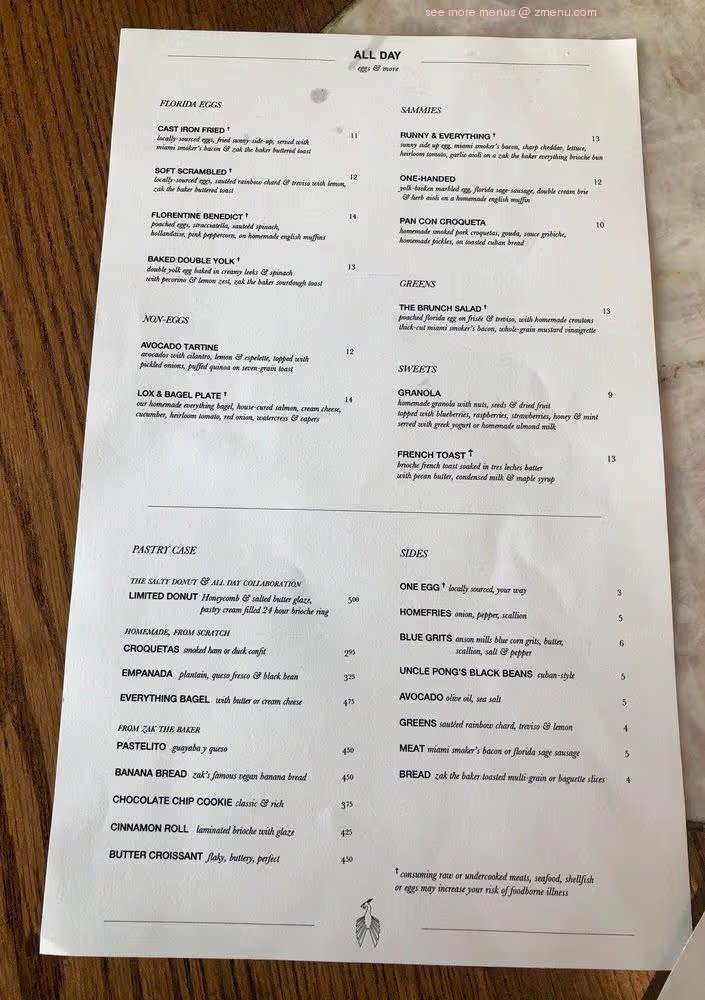 see more menus @ zmenu.com
ALL DAY
eggs & more
FLORIDA EGGS
CAST IRON FRIED † 11
locally-sourced eggs, fried sunny-side-up, served with
miami smoker's bacon & zak the baker buttered toast
SOFT SCRAMBLED † 12
locally-sourced eggs, sautéed rainbow chard & treviso with lemon,
zak the baker buttered toast
FLORENTINE BENEDICT † 14
poached eggs, stracciatella, sauteéd spinach,
hollandaise, pink peppercorn, on homemade english muffins
BAKED DOUBLE YOLK † 13
double yolk egg baked in creamy leeks & spinach
with pecorino & lemon zest, zak the baker sourdough toast
NON-EGGS
AVOCADO TARTINE 12
avocados with cilantro, lemon & espelette, topped with
pickled onions, puffed quinoa on seven-grain toast
LOX & BAGEL PLATE † 14
our homemade everything bagel, house-cured salmon, cream cheese,
cucumber, heirloom tomato, red onion, watercress & capers
SAMMIES
RUNNY & EVERYTHING † 13
sunny side up egg, miami smoker's bacon, sharp cheddar, lettuce,
heirloom tomato, garlic aioli on a zak the baker everything brioche bun
ONE-HANDED 12
yolk-broken marbled egg, florida sage-sausage, double cream brie
& herb aioli on a homemade english muffin
PAN CON CROQUETA 10
homemade smoked pork croquetas, gouda, sauce gribiche,
homemade pickles, on toasted cuban bread
GREENS
THE BRUNCH SALAD † 13
poached florida egg on frisée & treviso, with homemade croutons
thick-cut miami smoker's bacon, whole-grain mustard vinaigrette
SWEETS
GRANOLA 9
homemade granola with nuts, seeds & dried fruit
topped with blueberries, raspberries, strawberries, honey & mint
served with greek yogurt or homemade almond milk
FRENCH TOAST † 13
brioche french toast soaked in tres leches batter
with pecan butter, condensed milk & maple syrup
PASTRY CASE
THE SALTY DONUT & ALL DAY COLLABORATION
LIMITED DONUT Honeycomb & salted butter glaze, 500
pastry cream filled 24 hour brioche ring
HOMEMADE, FROM SCRATCH
CROQUETAS smoked ham or duck confit 295
EMPANADA plantain, queso fresco & black bean 325
EVERYTHING BAGEL with butter or cream cheese 475
FROM ZAK THE BAKER
PASTELITO guayaba y queso 450
BANANA BREAD zak's famous vegan banana bread 450
CHOCOLATE CHIP COOKIE classic & rich 375
CINNAMON ROLL laminated brioche with glaze 425
BUTTER CROISSANT flaky, buttery, perfect 450
SIDES
ONE EGG † locally sourced, your way 3
HOMEFRIES onion, pepper, scallion 5
BLUE GRITS anson mills blue corn grits, butter, 6
scallion, salt & pepper
UNCLE PONG'S BLACK BEANS cuban-style 5
AVOCADO olive oil, sea salt 5
GREENS sautéed rainbow chard, treviso & lemon 4
MEAT miami smoker's bacon or florida sage sausage 5
BREAD zak the baker toasted multi-grain or baguette slices 4
† consuming raw or undercooked meats, seafood, shellfish
or eggs may increase your risk of foodborne illness